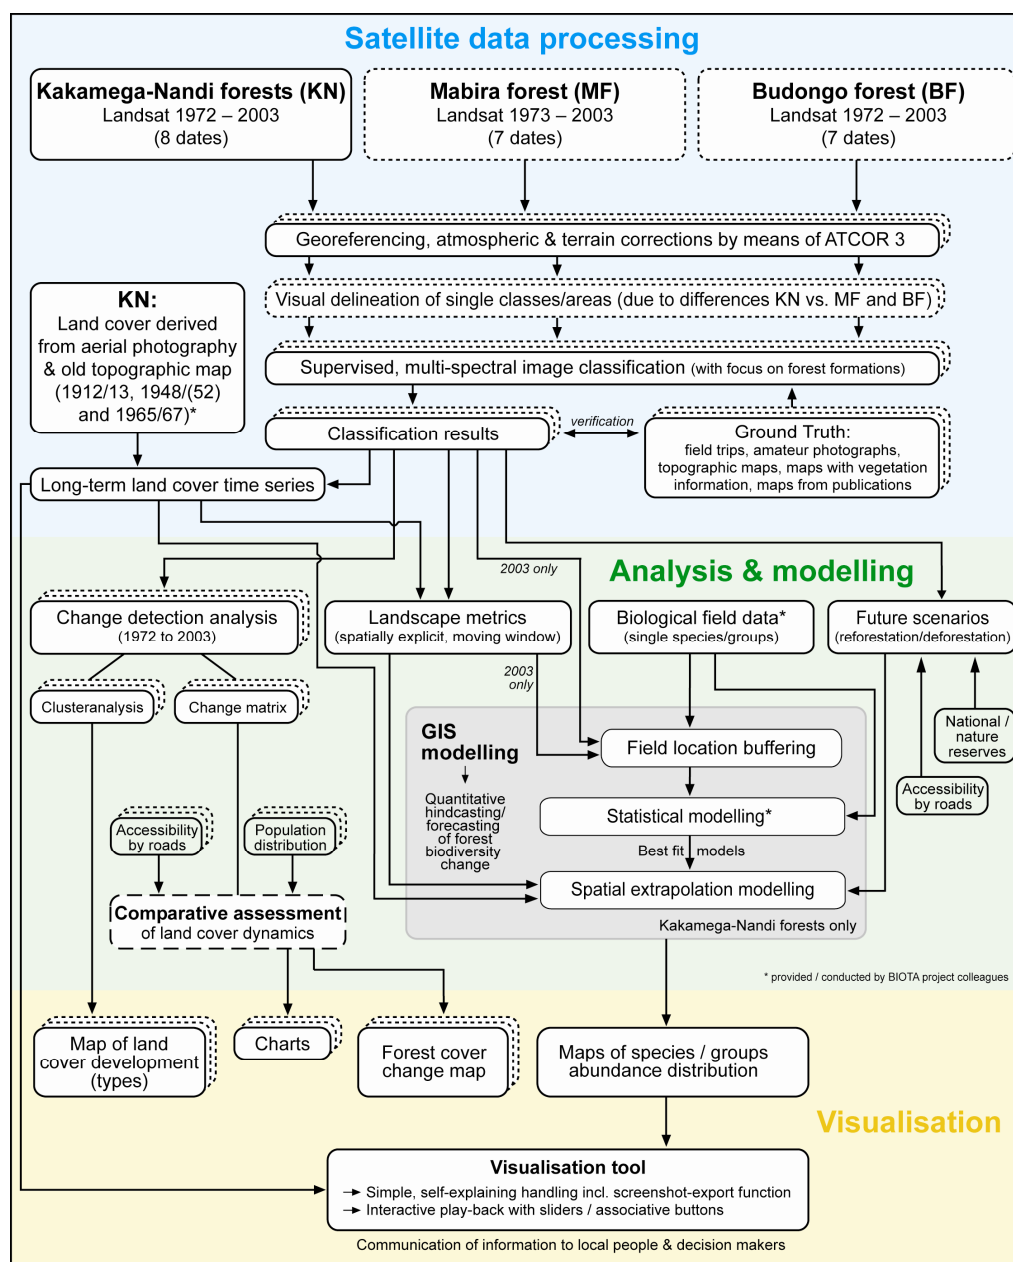 Satellite data processing
Kakamega-Nandi forests (KN)
Landsat 1972 – 2003
(8 dates)
Mabira forest (MF)
Landsat 1973 – 2003
(7 dates)
Budongo forest (BF)
Landsat 1972 – 2003
(7 dates)
Georeferencing, atmospheric & terrain corrections by means of ATCOR 3
Visual delineation of single classes/areas (due to differences KN vs. MF and BF)
KN:
Land cover derived
from aerial photography
& old topographic map
(1912/13, 1948/(52)
and 1965/67)*
Supervised, multi-spectral image classification (with focus on forest formations)
Classification results
verification
Ground Truth:
field trips, amateur photographs,
topographic maps, maps with vegetation
information, maps from publications
Long-term land cover time series
Analysis & modelling
2003 only
Change detection analysis
(1972 to 2003)
Landscape metrics
(spatially explicit, moving window)
Biological field data*
(single species/groups)
Future scenarios
(reforestation/deforestation)
2003
only
Clusteranalysis
Change matrix
National /
nature
reserves
Accessibility
by roads
GIS
modelling
Quantitative
hindcasting/
forecasting
of forest
biodiversity
change
Field location buffering
Statistical modelling*
Best fit models
Spatial extrapolation modelling
Kakamega-Nandi forests only
Accessibility
by roads
Population
distribution
Comparative assessment
of land cover dynamics
* provided / conducted by BIOTA project colleagues
Map of land
cover development
(types)
Charts
Forest cover
change map
Maps of species / groups
abundance distribution
Visualisation
Visualisation tool
Simple, self-explaining handling incl. screenshot-export function
Interactive play-back with sliders / associative buttons
Communication of information to local people & decision makers